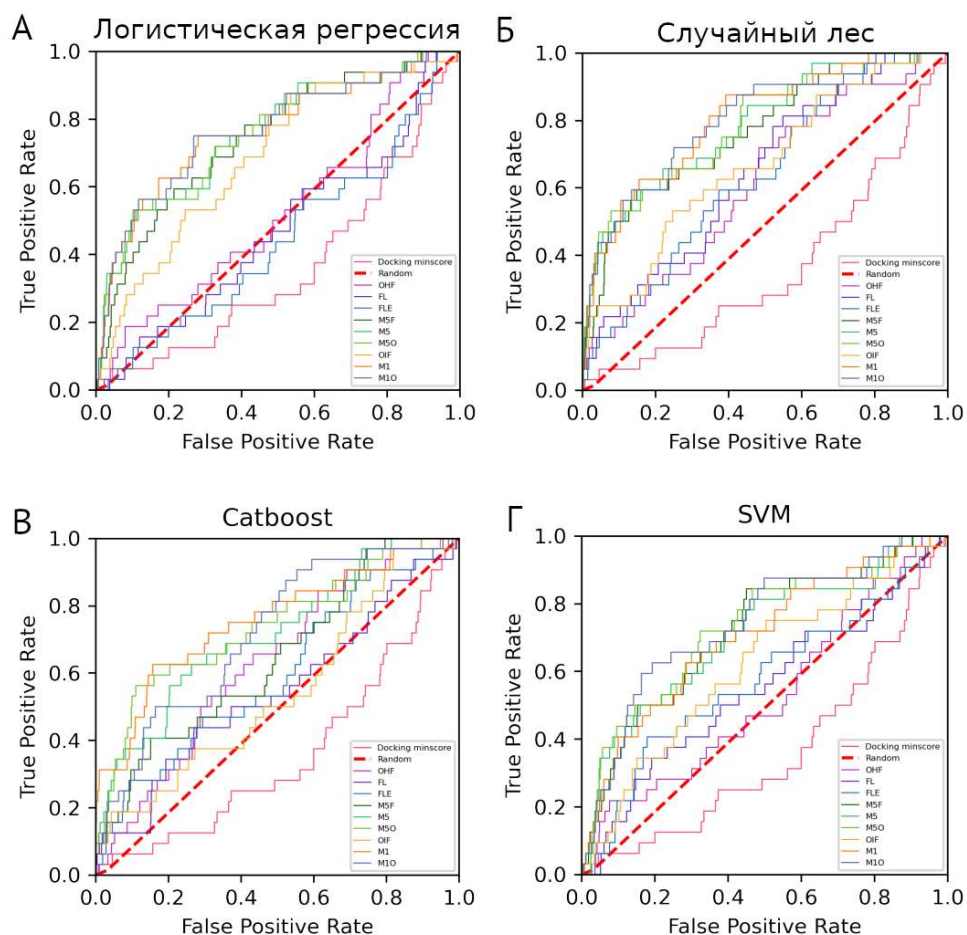 А
Логистическая регрессия
True Positive Rate
1.0
0.8
0.6
0.4
0.2
0.0
Docking minscore
Random
OHF
FL
FLE
M5F
M5
M5O
OIF
M1
M1O
0.0 0.2 0.4 0.6 0.8 1.0
False Positive Rate
Б
Случайный лес
True Positive Rate
1.0
0.8
0.6
0.4
0.2
0.0
Docking minscore
Random
OHF
FL
FLE
M5F
M5
M5O
OIF
M1
M1O
0.0 0.2 0.4 0.6 0.8 1.0
False Positive Rate
В
Catboost
True Positive Rate
1.0
0.8
0.6
0.4
0.2
0.0
Docking minscore
Random
OHF
FL
FLE
M5F
M5
M5O
OIF
M1
M1O
0.0 0.2 0.4 0.6 0.8 1.0
False Positive Rate
Г
SVM
True Positive Rate
1.0
0.8
0.6
0.4
0.2
0.0
Docking minscore
Random
OHF
FL
FLE
M5F
M5
M5O
OIF
M1
M1O
0.0 0.2 0.4 0.6 0.8 1.0
False Positive Rate